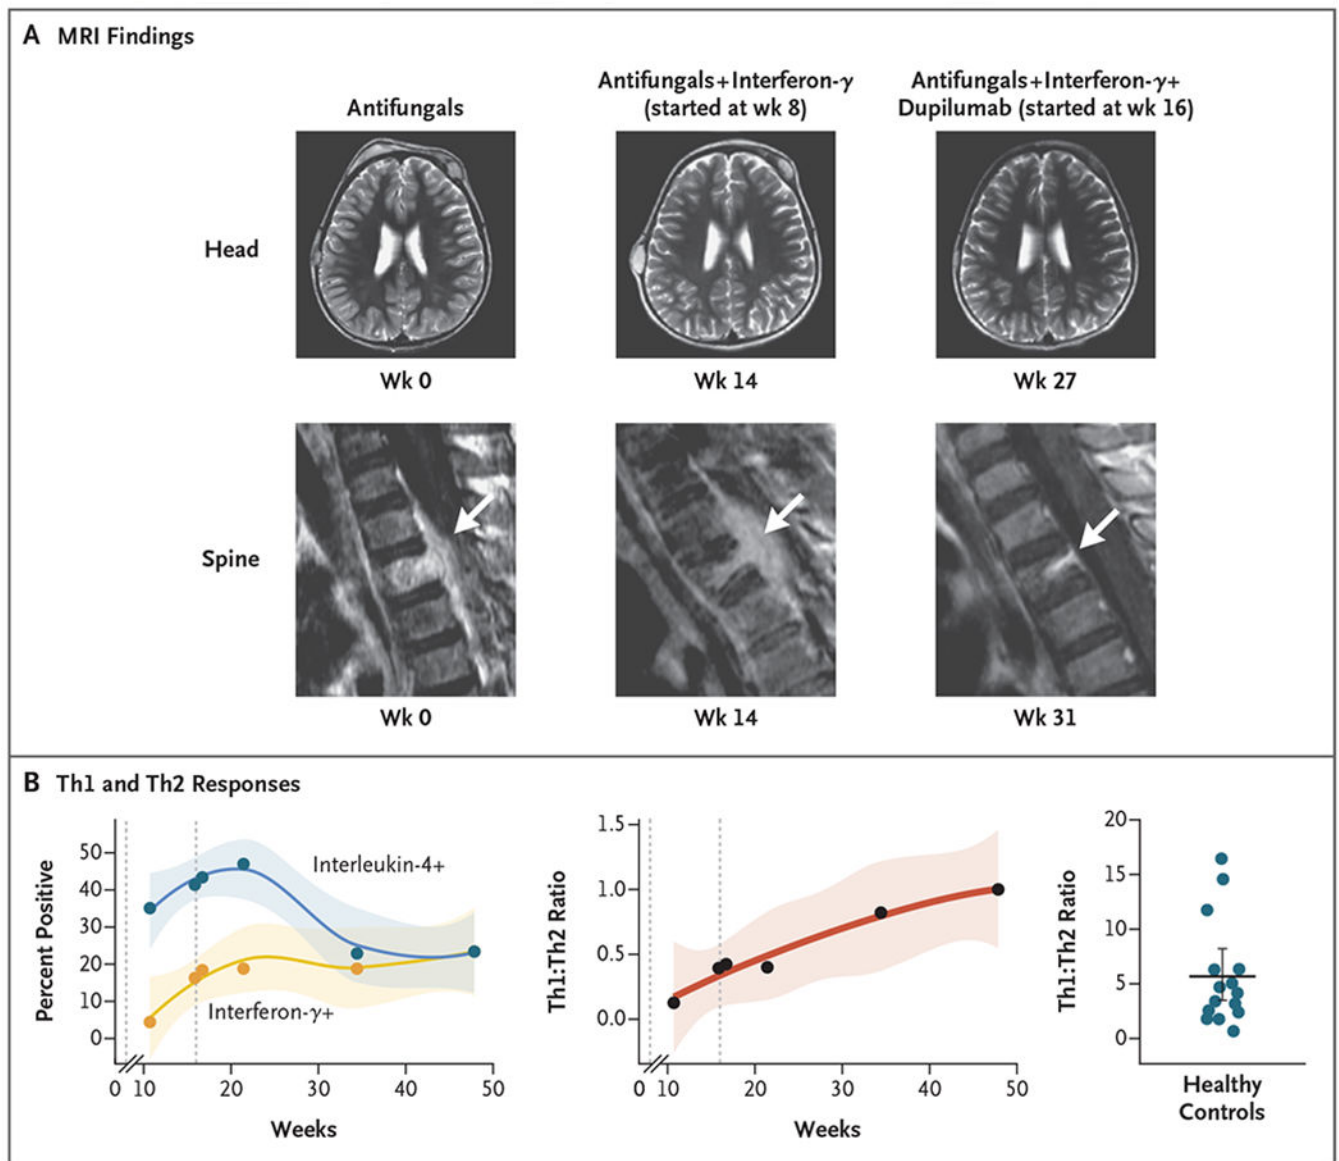 A MRI Findings
Antifungals
Antifungals+Interferon-γ
(started at wk 8)
Antifungals+Interferon-γ+
Dupilumab (started at wk 16)
Head
Wk 0
Wk 14
Wk 27
Spine
Wk 0
Wk 14
Wk 31
B Th1 and Th2 Responses
Percent Positive
50
40
30
20
10
0
Interleukin-4+
Interferon-γ+
0 10 20 30 40 50
Weeks
Th1:Th2 Ratio
1.5
1.0
0.5
0.0
0 10 20 30 40 50
Weeks
Th1:Th2 Ratio
20
15
10
5
0
Healthy
Controls